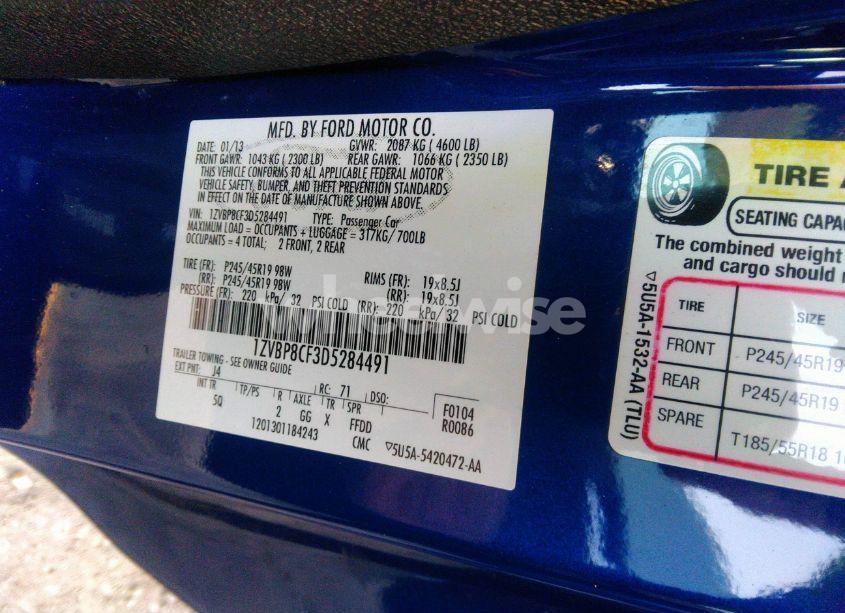 MFD. BY FORD MOTOR CO.
DATE: 01/13 GVWR: 2087 KG ( 4600 LB)
FRONT GAWR: 1043 KG ( 2300 LB) REAR GAWR: 1066 KG ( 2350 LB)
THIS VEHICLE CONFORMS TO ALL APPLICABLE FEDERAL MOTOR
VEHICLE SAFETY, BUMPER, AND THEFT PREVENTION STANDARDS
IN EFFECT ON THE DATE OF MANUFACTURE SHOWN ABOVE.
VIN: 1ZVBP8CF3D5284491 TYPE: Passenger Car
MAXIMUM LOAD = OCCUPANTS + LUGGAGE = 317KG/ 700LB
OCCUPANTS = 4 TOTAL: 2 FRONT, 2 REAR
TIRE (FR): P245/45R19 98W RIMS (FR): 19x8.5J
(RR): P245/45R19 98W (RR): 19x8.5J
PRESSURE (FR): 220 kPa/ 32 PSI COLD (RR): 220 kPa/ 32 PSI COLD
wheelwise
1ZVBP8CF3D5284491
TRAILER TOWING - SEE OWNER GUIDE
EXT PNT: J4 RC: 71 DSO:
INT TR TP/PS R AXLE TR SPR F0104
5Q 2 GG X FFDD R0086
1201301184243 CMC ▽5U5A-5420472-AA
TIRE A
SEATING CAPAC
The combined weight
and cargo should n
▽5U5A-1532-AA (TLU)
TIRE SIZE
FRONT P245/45R19
REAR P245/45R19
SPARE T185/55R18 1